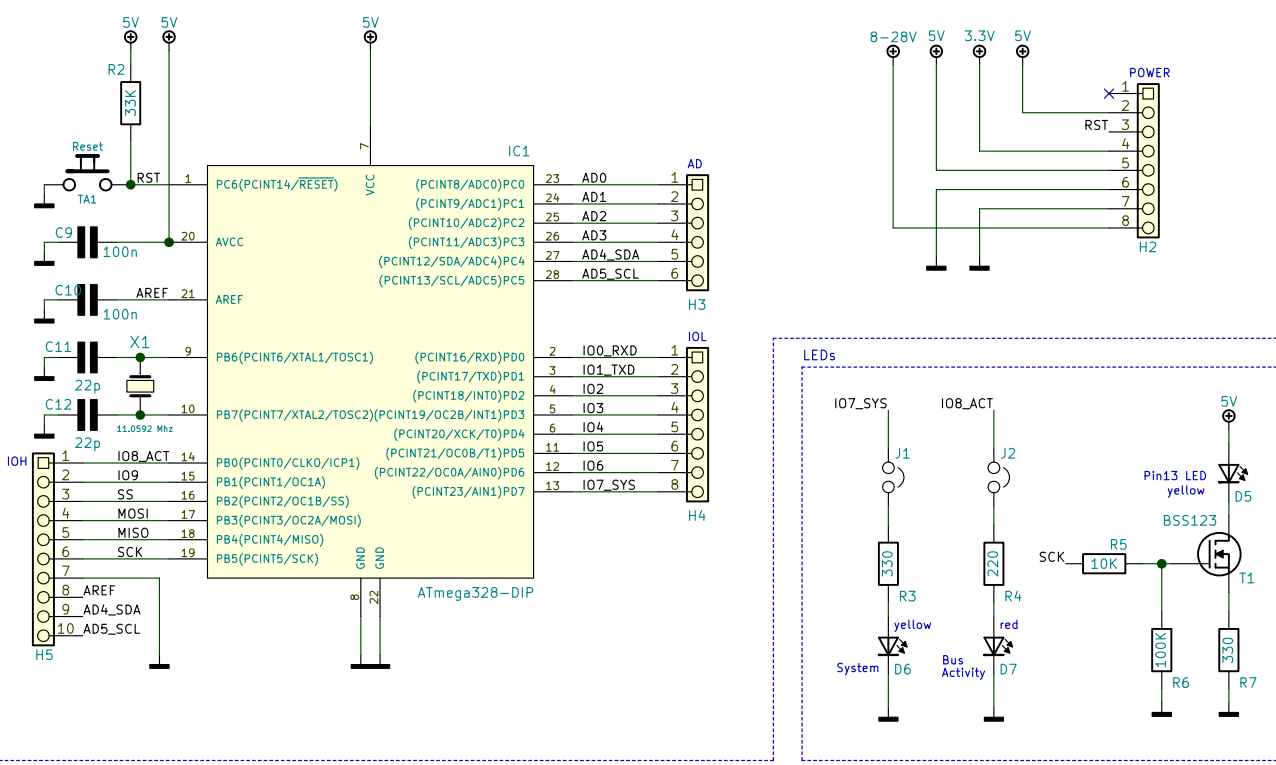 5V 5V 5V
R2
33K
Reset
TA1
RST
C9
100n
C10
100n
AREF
C11
22p
X1
C12
22p
11.0592 Mhz
IC1
7
VCC
1 PC6(PCINT14/RESET)
20 AVCC
21 AREF
9 PB6(PCINT6/XTAL1/TOSC1)
10 PB7(PCINT7/XTAL2/TOSC2)
14 PB0(PCINT0/CLKO/ICP1)
15 PB1(PCINT1/OC1A)
16 PB2(PCINT2/OC1B/SS)
17 PB3(PCINT3/OC2A/MOSI)
18 PB4(PCINT4/MISO)
19 PB5(PCINT5/SCK)
(PCINT8/ADC0)PC0 23 AD0 1
(PCINT9/ADC1)PC1 24 AD1 2
(PCINT10/ADC2)PC2 25 AD2 3
(PCINT11/ADC3)PC3 26 AD3 4
(PCINT12/SDA/ADC4)PC4 27 AD4_SDA 5
(PCINT13/SCL/ADC5)PC5 28 AD5_SCL 6
AD
H3
IOL
(PCINT16/RXD)PD0 2 IO0_RXD 1
(PCINT17/TXD)PD1 3 IO1_TXD 2
(PCINT18/INT0)PD2 4 IO2 3
(PCINT19/OC2B/INT1)PD3 5 IO3 4
(PCINT20/XCK/T0)PD4 6 IO4 5
(PCINT21/OC0B/T1)PD5 11 IO5 6
(PCINT22/OC0A/AIN0)PD6 12 IO6 7
(PCINT23/AIN1)PD7 13 IO7_SYS 8
H4
GND GND
8 22
ATmega328-DIP
IOH
1 IO8_ACT
2 IO9
3 SS
4 MOSI
5 MISO
6 SCK
7
8 AREF
9 AD4_SDA
10 AD5_SCL
H5
8-28V 5V 3.3V 5V
POWER
1
2
RST 3
4
5
6
7
8
H2
LEDs
IO7_SYS
J1
330
R3
yellow
System
D6
IO8_ACT
J2
220
R4
red
Bus
Activity
D7
5V
Pin13 LED
yellow
D5
BSS123
T1
SCK
R5
10K
100K
R6
330
R7